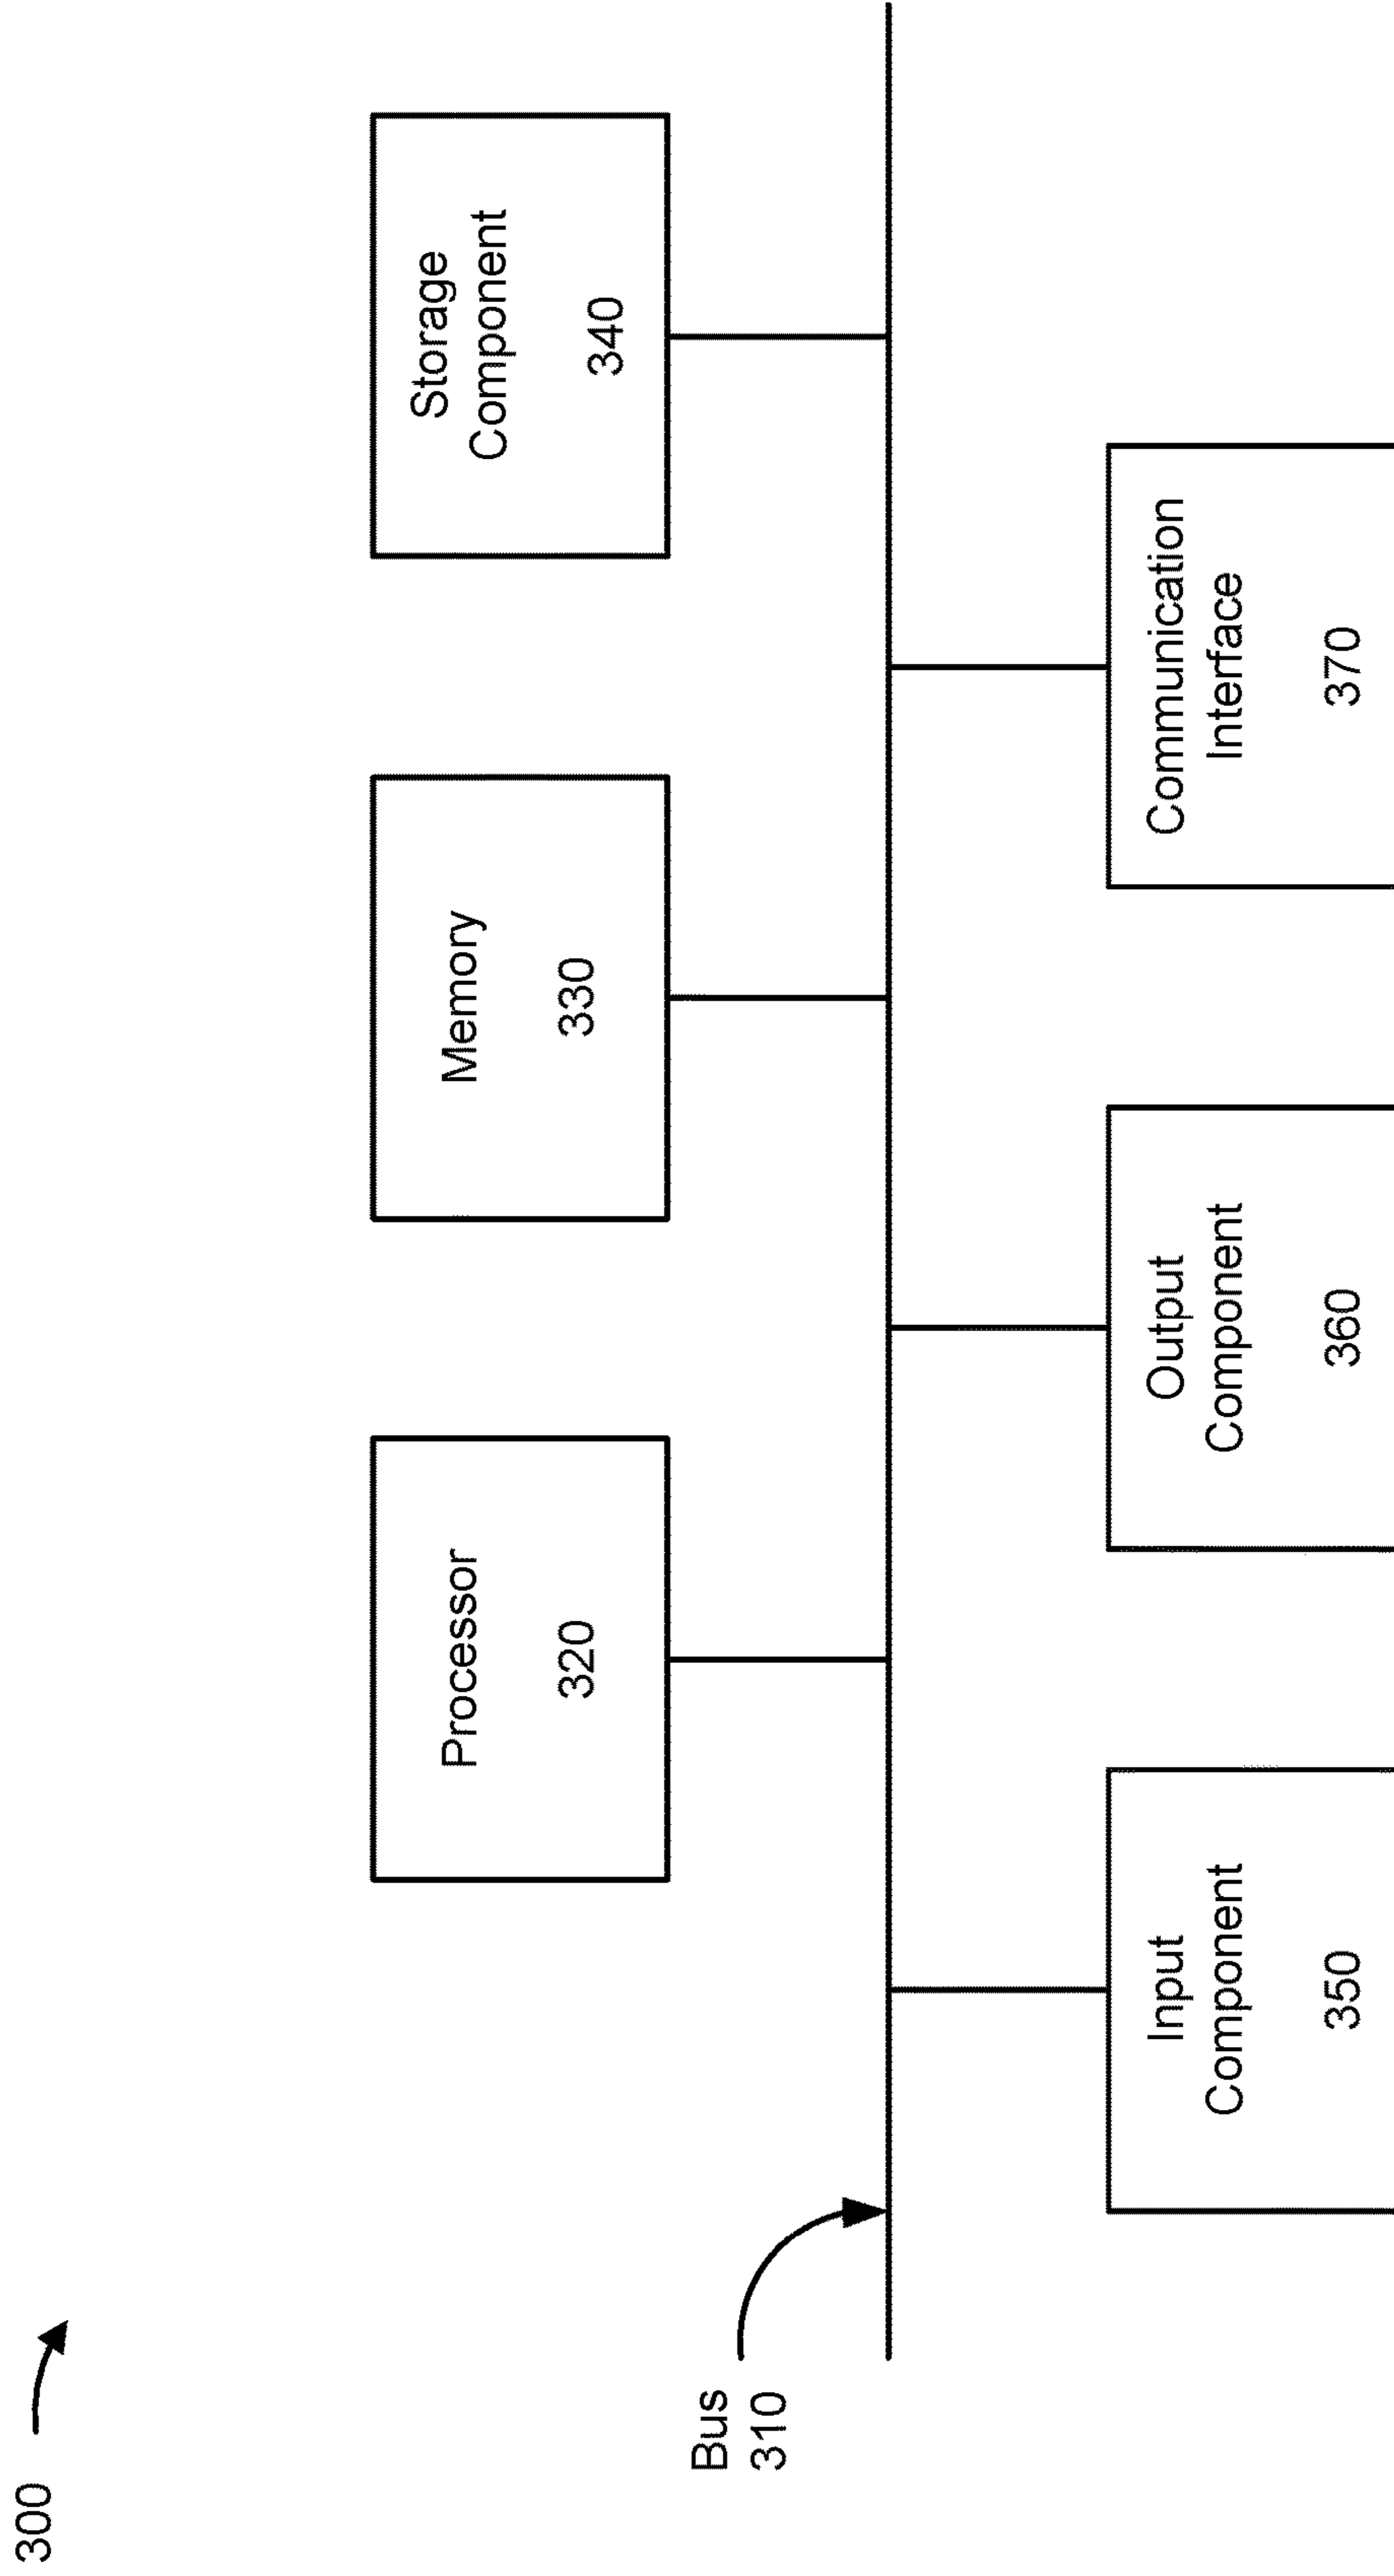 300
Processor
320
Memory
330
Storage
Component
340
Bus
310
Input
Component
350
Output
Component
360
Communication
Interface
370